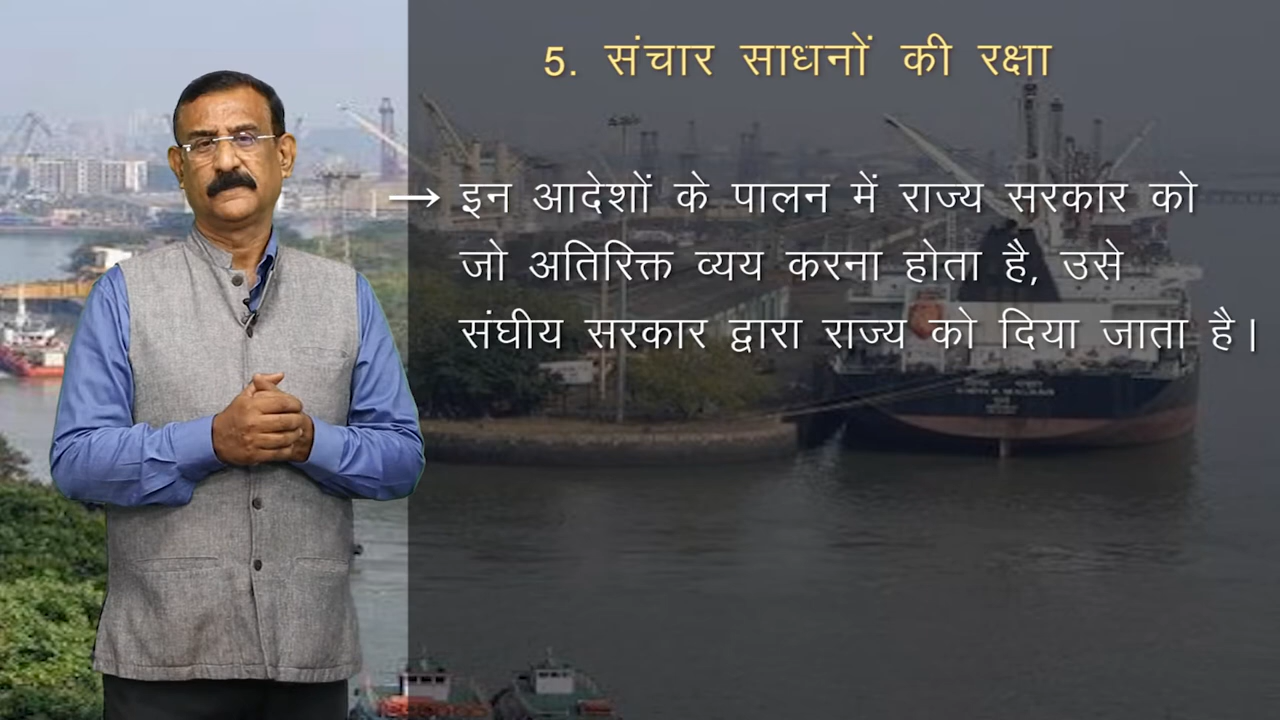 5. संचार साधनों की रक्षा
→ इन आदेशों के पालन में राज्य सरकार को
जो अतिरिक्त व्यय करना होता है, उसे
संघीय सरकार द्वारा राज्य को दिया जाता है।